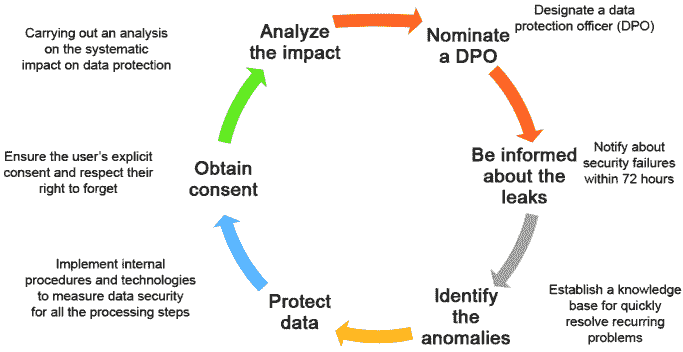 Analyze
the impact
Carrying out an analysis
on the systematic
impact on data protection
Nominate
a DPO
Designate a data
protection officer (DPO)
Be informed
about the
leaks
Notify about
security failures
within 72 hours
Identify
the
anomalies
Establish a knowledge
base for quickly
resolve recurring
problems
Protect
data
Implement internal
procedures and technologies
to measure data security
for all the processing steps
Obtain
consent
Ensure the user's explicit
consent and respect their
right to forget